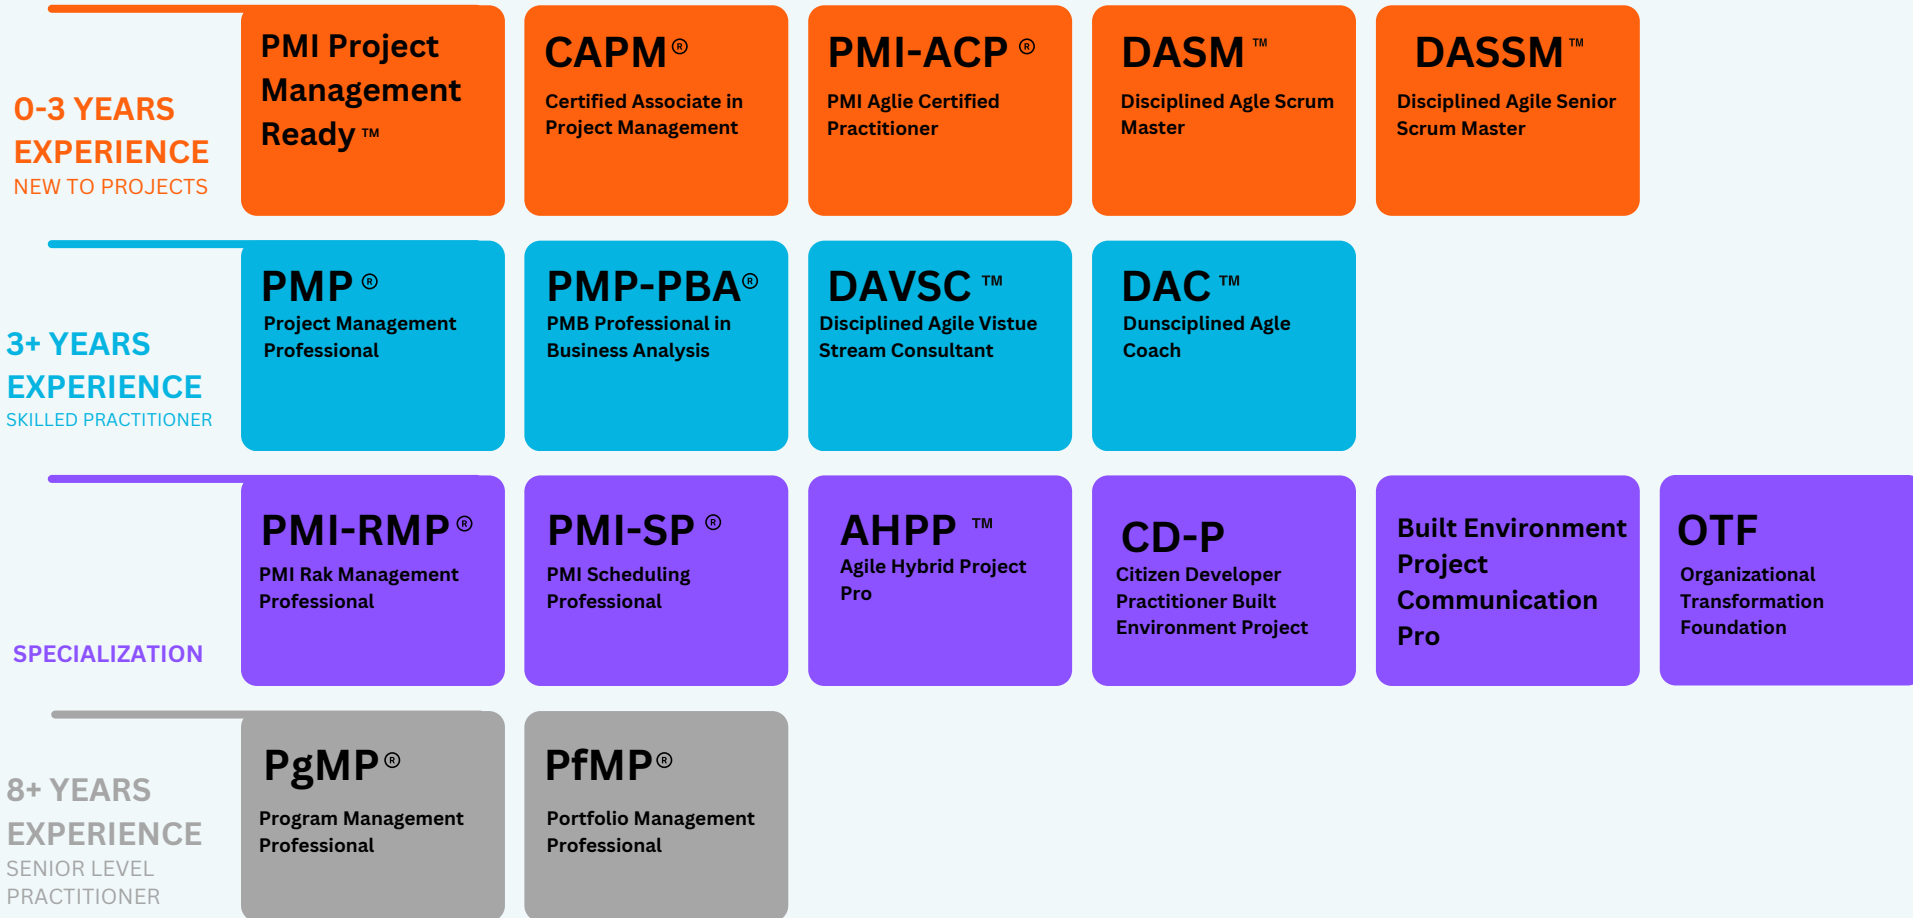 0-3 YEARS
EXPERIENCE
NEW TO PROJECTS
PMI Project
Management
Ready ™
CAPM ®
Certified Associate in
Project Management
PMI-ACP ®
PMI Aglie Certified
Practitioner
DASM ™
Disciplined Agle Scrum
Master
DASSM ™
Disciplined Agile Senior
Scrum Master
3+ YEARS
EXPERIENCE
SKILLED PRACTITIONER
PMP ®
Project Management
Professional
PMP-PBA ®
PMB Professional in
Business Analysis
DAVSC ™
Disciplined Agile Vistue
Stream Consultant
DAC ™
Dunsciplined Agle
Coach
SPECIALIZATION
PMI-RMP ®
PMI Rak Management
Professional
PMI-SP ®
PMI Scheduling
Professional
AHPP ™
Agile Hybrid Project
Pro
CD-P
Citizen Developer
Practitioner Built
Environment Project
Built Environment
Project
Communication
Pro
OTF
Organizational
Transformation
Foundation
8+ YEARS
EXPERIENCE
SENIOR LEVEL
PRACTITIONER
PgMP ®
Program Management
Professional
PfMP ®
Portfolio Management
Professional